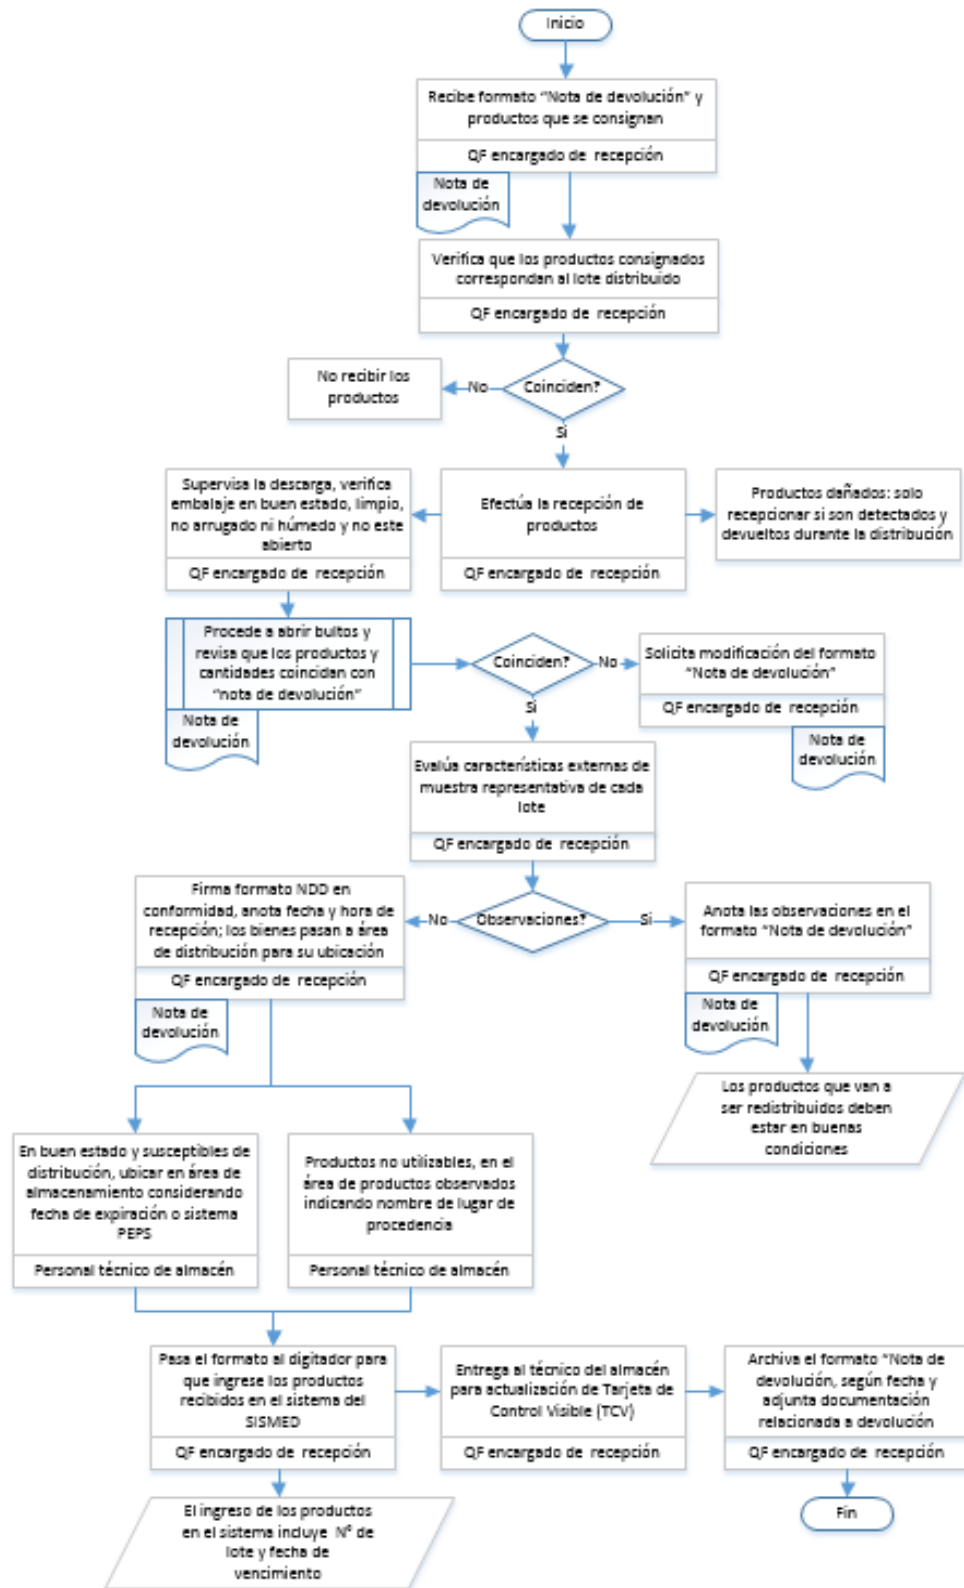 Inicio
Recibe formato "Nota de devolución" y
productos que se consignan
QF encargado de recepción
Nota de
devolución
Verifica que los productos consignados
correspondan al lote distribuido
QF encargado de recepción
No recibir los
productos
No
Coinciden?
Si
Supervisa la descarga, verifica
embalaje en buen estado, limpio,
no arrugado ni húmedo y no este
abierto
QF encargado de recepción
Efectúa la recepción de
productos
QF encargado de recepción
Productos dañados: solo
recepcionar si son detectados y
devueltos durante la distribución
Procede a abrir bultos y
revisa que los productos y
cantidades coincidan con
"nota de devolución"
Nota de
devolución
Coinciden?
No
Si
Solicita modificación del formato
"Nota de devolución"
QF encargado de recepción
Nota de
devolución
Evalúa características externas de
muestra representativa de cada
lote
QF encargado de recepción
Firma formato NDD en
conformidad, anota fecha y hora de
recepción; los bienes pasan a área
de distribución para su ubicación
QF encargado de recepción
Nota de
devolución
No
Observaciones?
Si
Anota las observaciones en el
formato "Nota de devolución"
QF encargado de recepción
Nota de
devolución
Los productos que van a
ser redistribuidos deben
estar en buenas
condiciones
En buen estado y susceptibles de
distribución, ubicar en área de
almacenamiento considerando
fecha de expiración o sistema
PEPS
Personal técnico de almacén
Productos no utilizables, en el
área de productos observados
indicando nombre de lugar de
procedencia
Personal técnico de almacén
Pasa el formato al digitador para
que ingrese los productos
recibidos en el sistema del
SISMED
QF encargado de recepción
Entrega al técnico del almacén
para actualización de Tarjeta de
Control Visible (TCV)
QF encargado de recepción
Archiva el formato "Nota de
devolución, según fecha y
adjunta documentación
relacionada a devolución
QF encargado de recepción
El ingreso de los productos
en el sistema incluye N° de
lote y fecha de
vencimiento
Fin